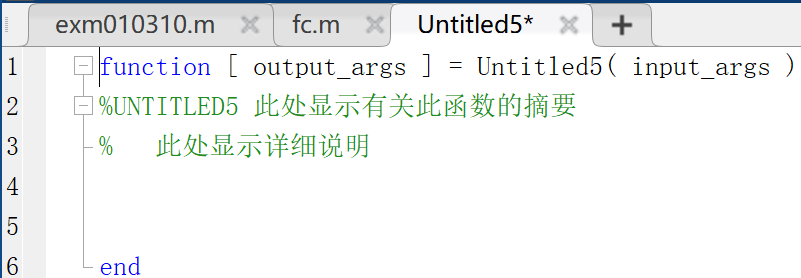 exm010310.m × fc.m × Untitled5* × +
1 function [ output_args ] = Untitled5( input_args )
2 %UNTITLED5 此处显示有关此函数的摘要
3 %   此处显示详细说明
4
5
6 end